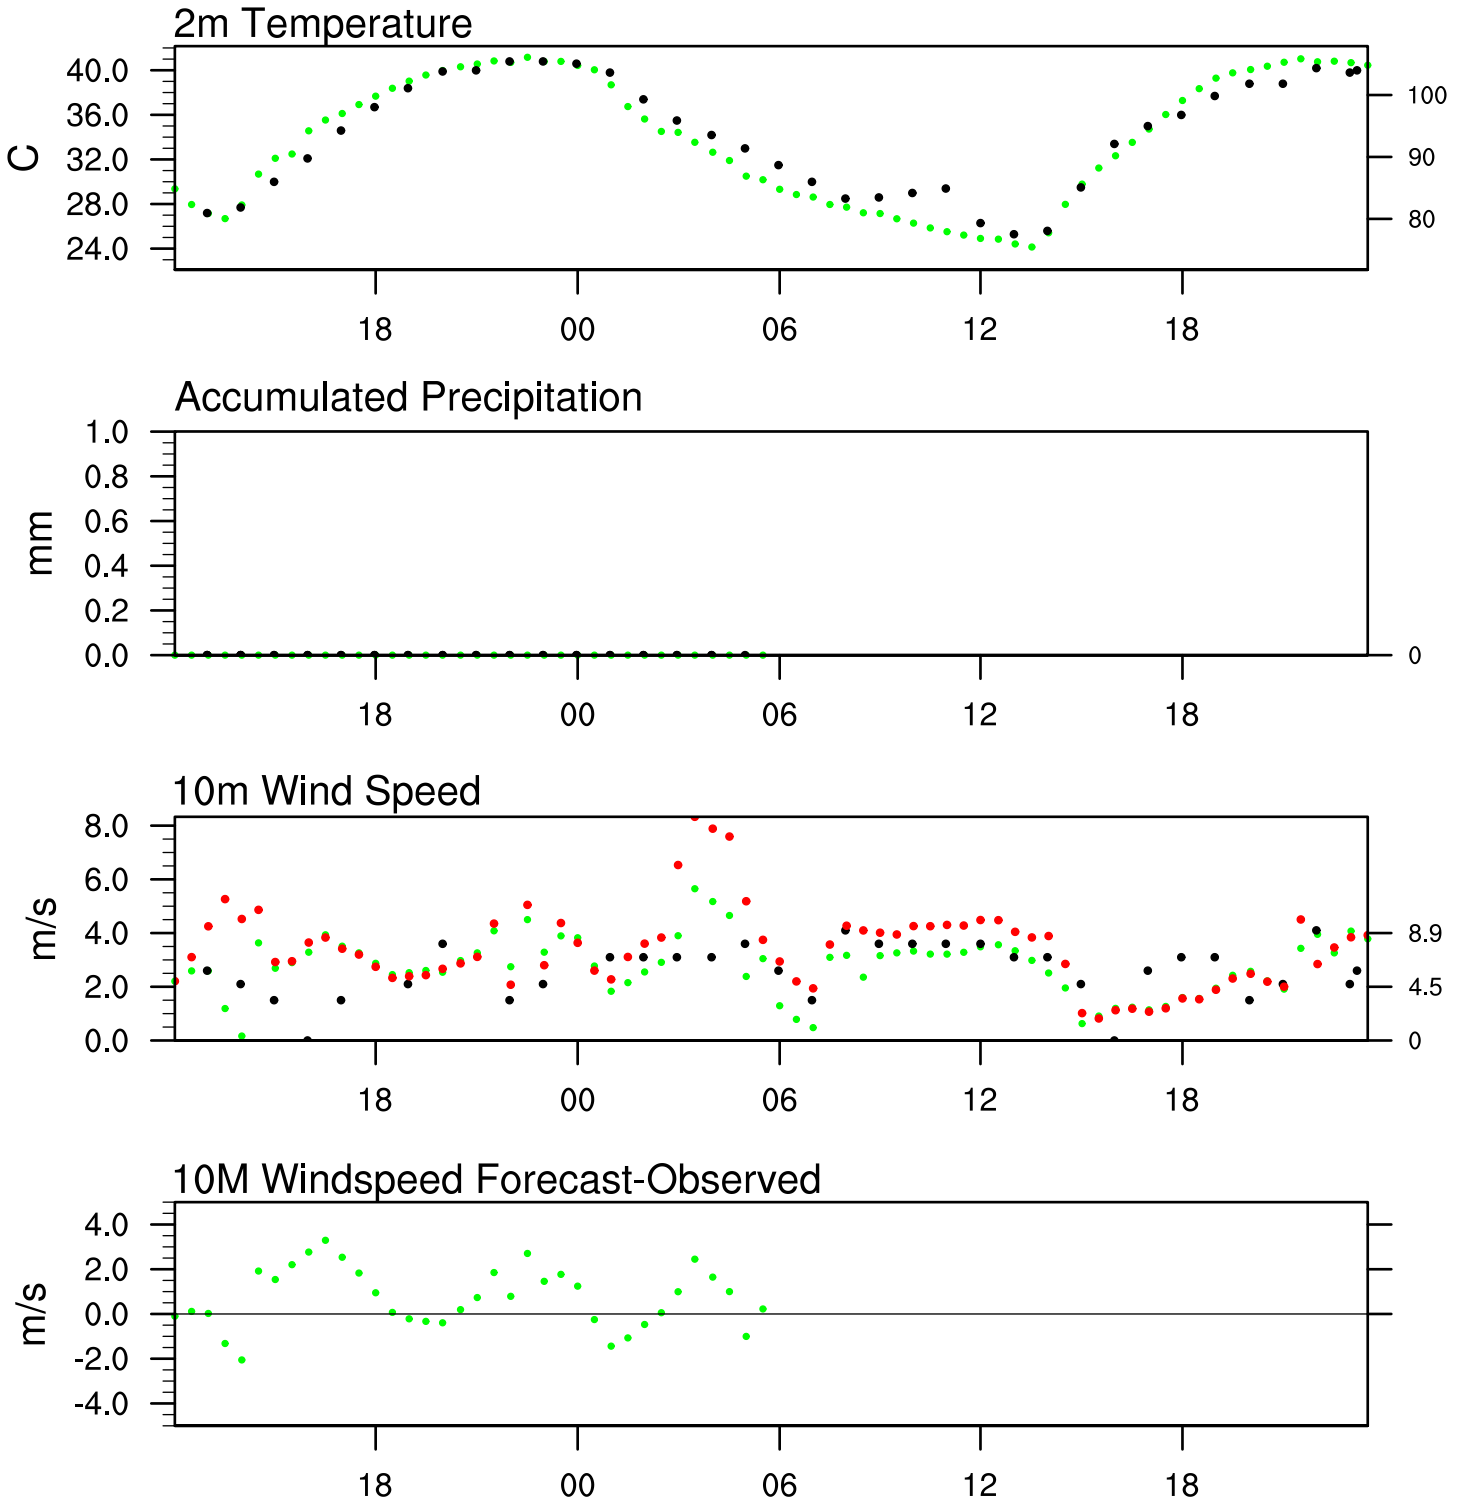 2m Temperature
C
40.0
36.0
32.0
28.0
24.0
100
90
80
18 00 06 12 18
Accumulated Precipitation
mm
1.0
0.8
0.6
0.4
0.2
0.0
0
18 00 06 12 18
10m Wind Speed
m/s
8.0
6.0
4.0
2.0
0.0
8.9
4.5
0
18 00 06 12 18
10M Windspeed Forecast-Observed
m/s
4.0
2.0
0.0
-2.0
-4.0
18 00 06 12 18